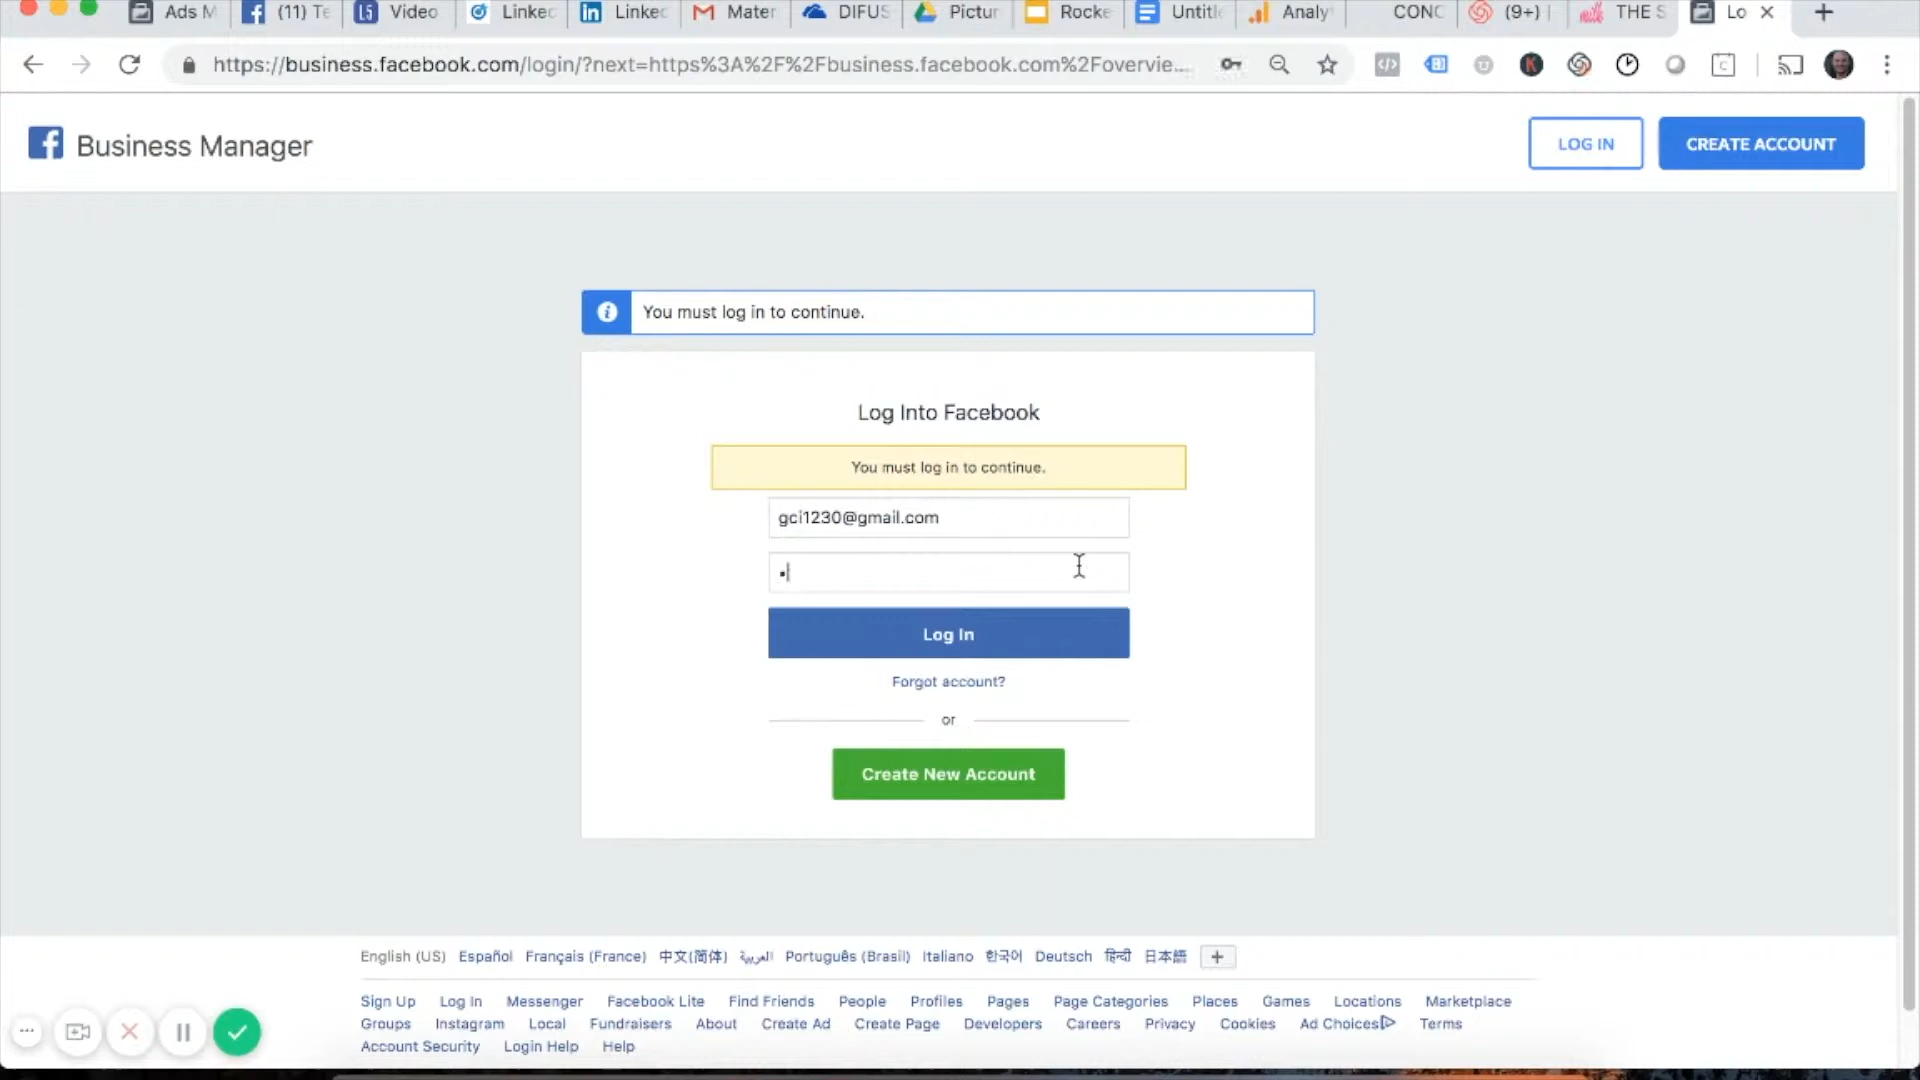 Ads M (11) Te Video Linkec Linkec Mater DIFUS Pictur Rocke Untitle Analy CONC (9+) | THE S Lo
https://business.facebook.com/login/?next=https%3A%2F%2Fbusiness.facebook.com%2Fovervie...
Business Manager
LOG IN
CREATE ACCOUNT
You must log in to continue.
Log Into Facebook
You must log in to continue.
gci1230@gmail.com
Log In
Forgot account?
or
Create New Account
English (US) Español Français (France) 中文(简体) العربية Português (Brasil) Italiano 한국어 Deutsch हिन्दी 日本語
Sign Up Log In Messenger Facebook Lite Find Friends People Profiles Pages Page Categories Places Games Locations Marketplace
Groups Instagram Local Fundraisers About Create Ad Create Page Developers Careers Privacy Cookies Ad Choices Terms
Account Security Login Help Help